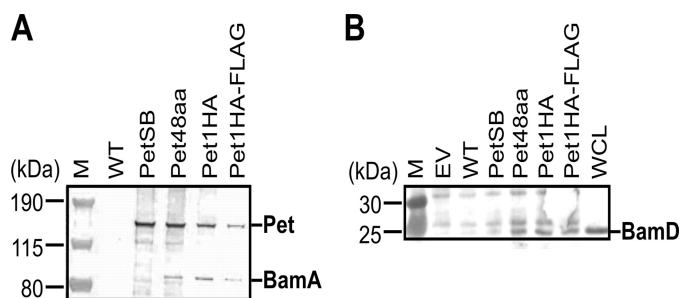 A
(kDa)
M
WT
PetSB
Pet48aa
Pet1HA
Pet1HA-FLAG
190
115
80
Pet
BamA
B
(kDa)
M
EV
WT
PetSB
Pet48aa
Pet1HA
Pet1HA-FLAG
WCL
30
25
BamD